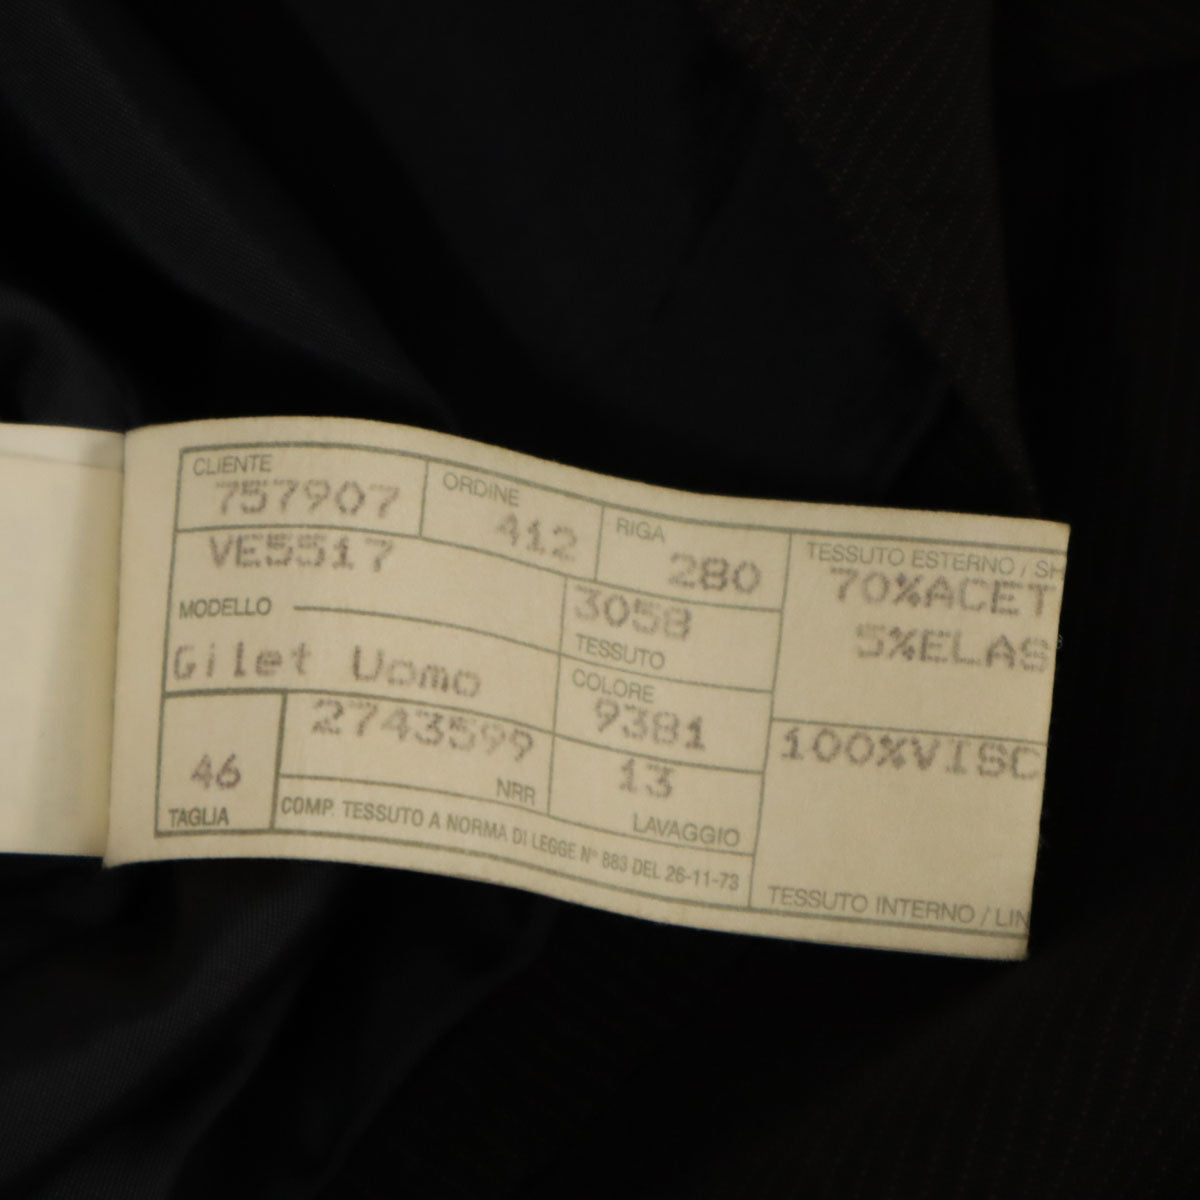 CLIENTE
757907
ORDINE
412
RIGA
280
VE5517
MODELLO
Gilet Uomo
3058
TESSUTO
COLORE
9381
2743599
NRR
13
LAVAGGIO
46
TAGLIA
COMP. TESSUTO A NORMA DI LEGGE N° 883 DEL 26-11-73
TESSUTO ESTERNO / SH
70%ACET
5%ELAS
100%VISC
TESSUTO INTERNO / LIN